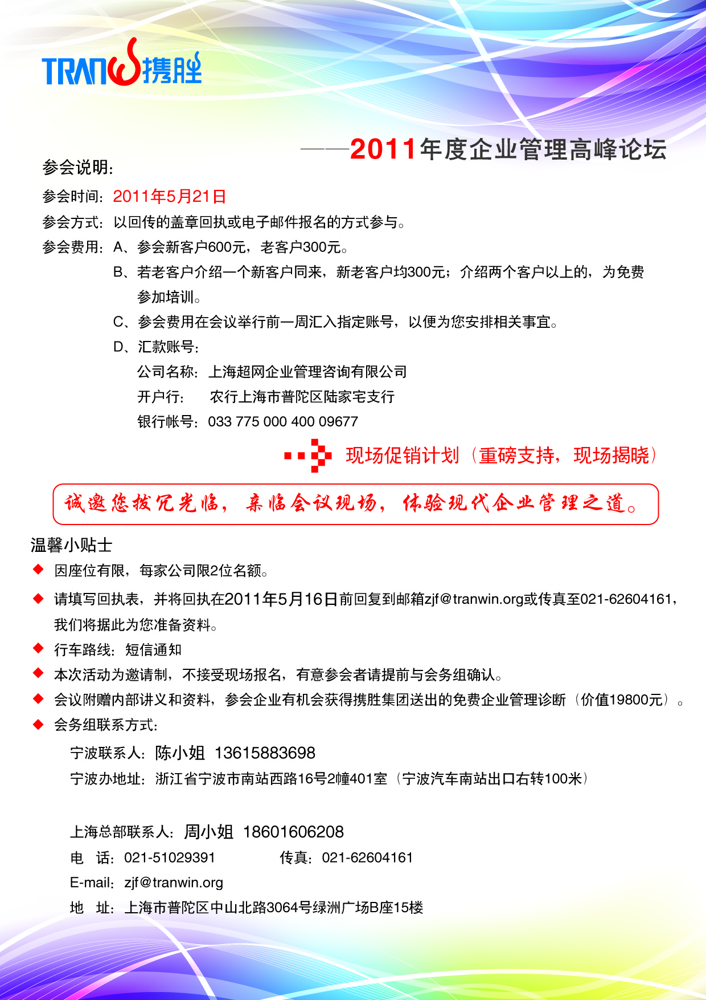 TRANW携胜
——2011年度企业管理高峰论坛
参会说明：
参会时间：2011年5月21日
参会方式：以回传的盖章回执或电子邮件报名的方式参与。
参会费用：A、参会新客户600元，老客户300元。
B、若老客户介绍一个新客户同来，新老客户均300元；介绍两个客户以上的，为免费
参加培训。
C、参会费用在会议举行前一周汇入指定账号，以便为您安排相关事宜。
D、汇款账号：
公司名称：上海超网企业管理咨询有限公司
开户行： 农行上海市普陀区陆家宅支行
银行帐号：033 775 000 400 09677
现场促销计划（重磅支持，现场揭晓）
诚邀您拨冗光临，亲临会议现场，体验现代企业管理之道。
温馨小贴士
◆ 因座位有限，每家公司限2位名额。
◆ 请填写回执表，并将回执在2011年5月16日前回复到邮箱zjf@tranwin.org或传真至021-62604161，
我们将据此为您准备资料。
◆ 行车路线：短信通知
◆ 本次活动为邀请制，不接受现场报名，有意参会者请提前与会务组确认。
◆ 会议附赠内部讲义和资料，参会企业有机会获得携胜集团送出的免费企业管理诊断（价值19800元）。
◆ 会务组联系方式：
宁波联系人：陈小姐 13615883698
宁波办地址：浙江省宁波市南站西路16号2幢401室（宁波汽车南站出口右转100米）
上海总部联系人：周小姐 18601606208
电 话：021-51029391 传真：021-62604161
E-mail：zjf@tranwin.org
地 址：上海市普陀区中山北路3064号绿洲广场B座15楼